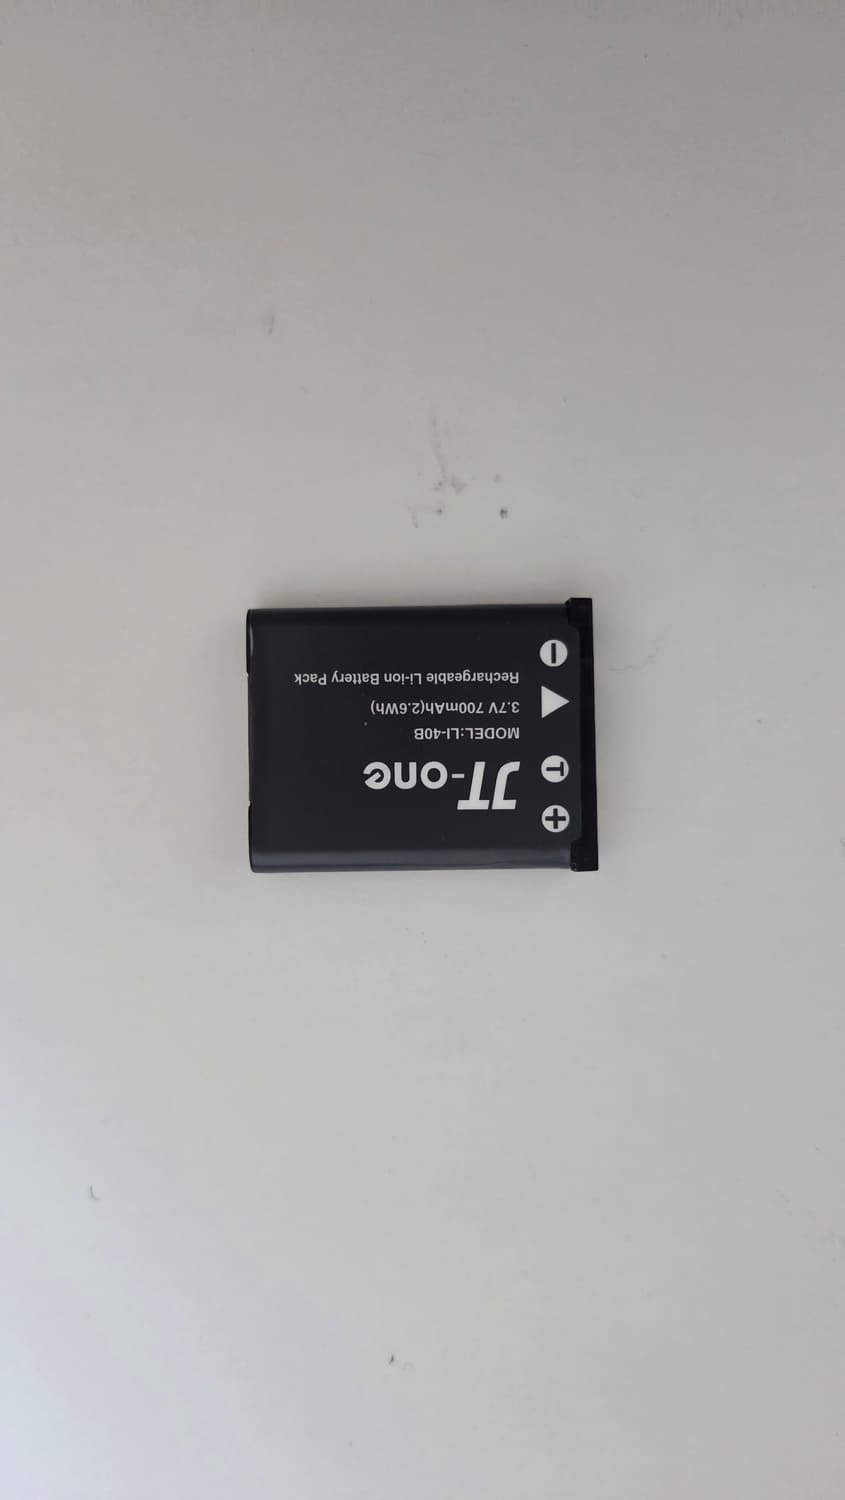 JT-one
MODEL:LI-40B
3.7V 700mAh(2.6Wh)
Rechargeable Li-ion Battery Pack
+ T −